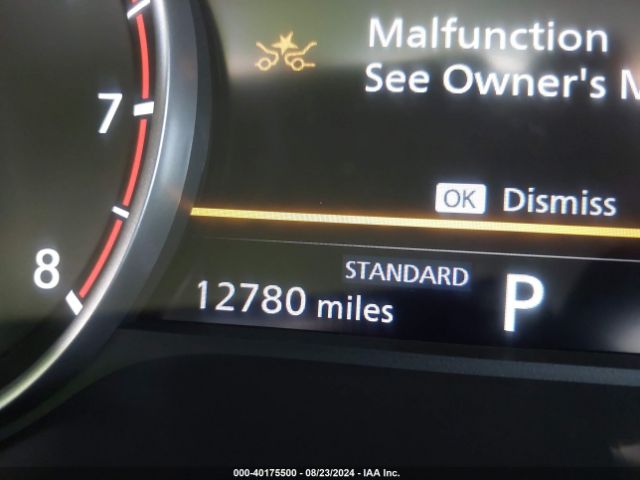 Malfunction
See Owner's
7
OK Dismiss
8
STANDARD
12780 miles
P
000-40175500 - 08/23/2024 - IAA Inc.